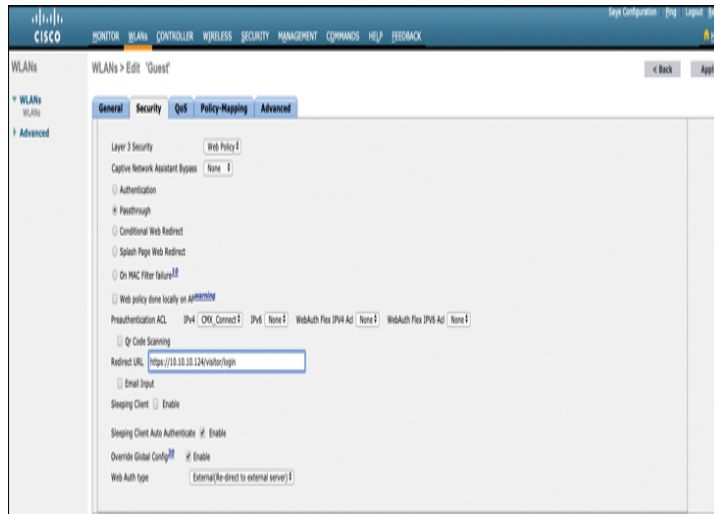 Save Configuration Ping Logout
CISCO
MONITOR WLANs CONTROLLER WIRELESS SECURITY MANAGEMENT COMMANDS HELP FEEDBACK
WLANs
WLANs > Edit 'Guest'
< Back
WLANs
WLANs
Advanced
General Security QoS Policy-Mapping Advanced
Layer 3 Security Web Policy
Captive Network Assistant Bypass None
Authentication
Passthrough
Conditional Web Redirect
Splash Page Web Redirect
On MAC Filter failure10
Web policy done locally on AP warning
Preauthentication ACL IPv4 CMX_Connect IPv6 None WebAuth Flex IPv4 Acl None WebAuth Flex IPv6 Acl None
Qr Code Scanning
Redirect URL https://10.10.10.124/visitor/login
Email Input
Sleeping Client Enable
Sleeping Client Auto Authenticate Enable
Override Global Config20 Enable
Web Auth type External(Re-direct to external server)